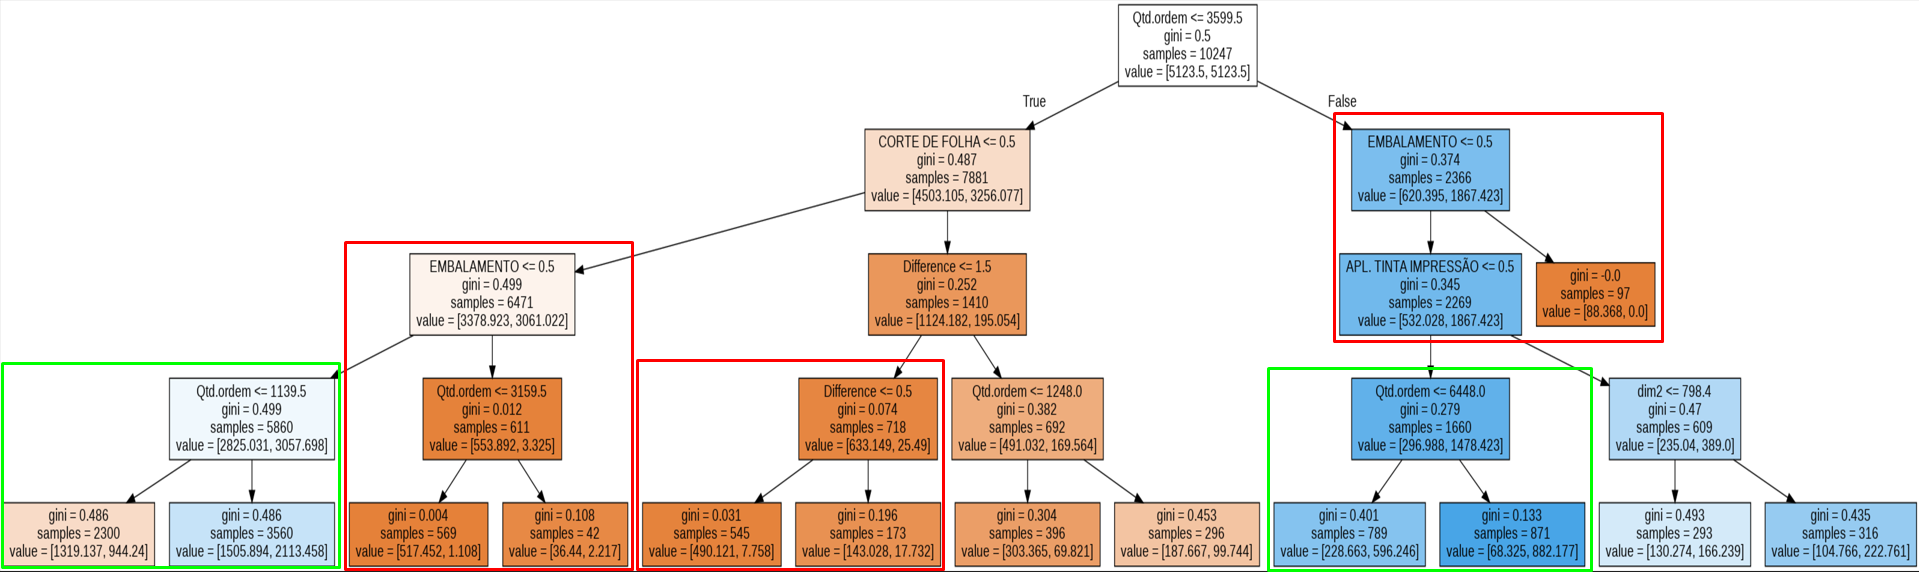 Qtd.ordem <= 3599.5
gini = 0.5
samples = 10247
value = [5123.5, 5123.5]
True
False
CORTE DE FOLHA <= 0.5
gini = 0.487
samples = 7881
value = [4503.105, 3256.077]
EMBALAMENTO <= 0.5
gini = 0.374
samples = 2366
value = [620.395, 1867.423]
EMBALAMENTO <= 0.5
gini = 0.499
samples = 6471
value = [3378.923, 3061.022]
Difference <= 1.5
gini = 0.252
samples = 1410
value = [1124.182, 195.054]
APL. TINTA IMPRESSÃO <= 0.5
gini = 0.345
samples = 2269
value = [532.028, 1867.423]
gini = -0.0
samples = 97
value = [88.368, 0.0]
Qtd.ordem <= 1139.5
gini = 0.499
samples = 5860
value = [2825.031, 3057.698]
Qtd.ordem <= 3159.5
gini = 0.012
samples = 611
value = [553.892, 3.325]
Difference <= 0.5
gini = 0.074
samples = 718
value = [633.149, 25.49]
Qtd.ordem <= 1248.0
gini = 0.382
samples = 692
value = [491.032, 169.564]
Qtd.ordem <= 6448.0
gini = 0.279
samples = 1660
value = [296.988, 1478.423]
dim2 <= 798.4
gini = 0.47
samples = 609
value = [235.04, 389.0]
gini = 0.486
samples = 2300
value = [1319.137, 944.24]
gini = 0.486
samples = 3560
value = [1505.894, 2113.458]
gini = 0.004
samples = 569
value = [517.452, 1.108]
gini = 0.108
samples = 42
value = [36.44, 2.217]
gini = 0.031
samples = 545
value = [490.121, 7.758]
gini = 0.196
samples = 173
value = [143.028, 17.732]
gini = 0.304
samples = 396
value = [303.365, 69.821]
gini = 0.453
samples = 296
value = [187.667, 99.744]
gini = 0.401
samples = 789
value = [228.663, 596.246]
gini = 0.133
samples = 871
value = [68.325, 882.177]
gini = 0.493
samples = 293
value = [130.274, 166.239]
gini = 0.435
samples = 316
value = [104.766, 222.761]